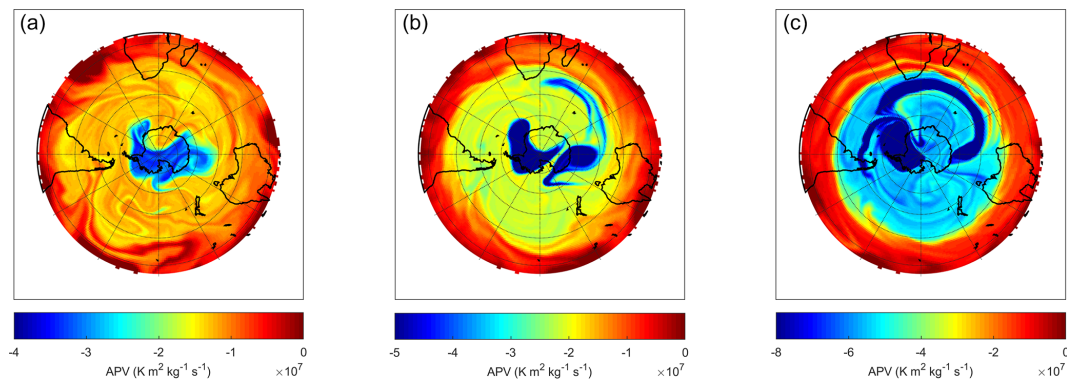 (a)
(b)
(c)
-4 -3 -2 -1 0
APV (K m² kg⁻¹ s⁻¹) ×10⁷
-5 -4 -3 -2 -1 0
APV (K m² kg⁻¹ s⁻¹) ×10⁷
-8 -6 -4 -2 0
APV (K m² kg⁻¹ s⁻¹) ×10⁷